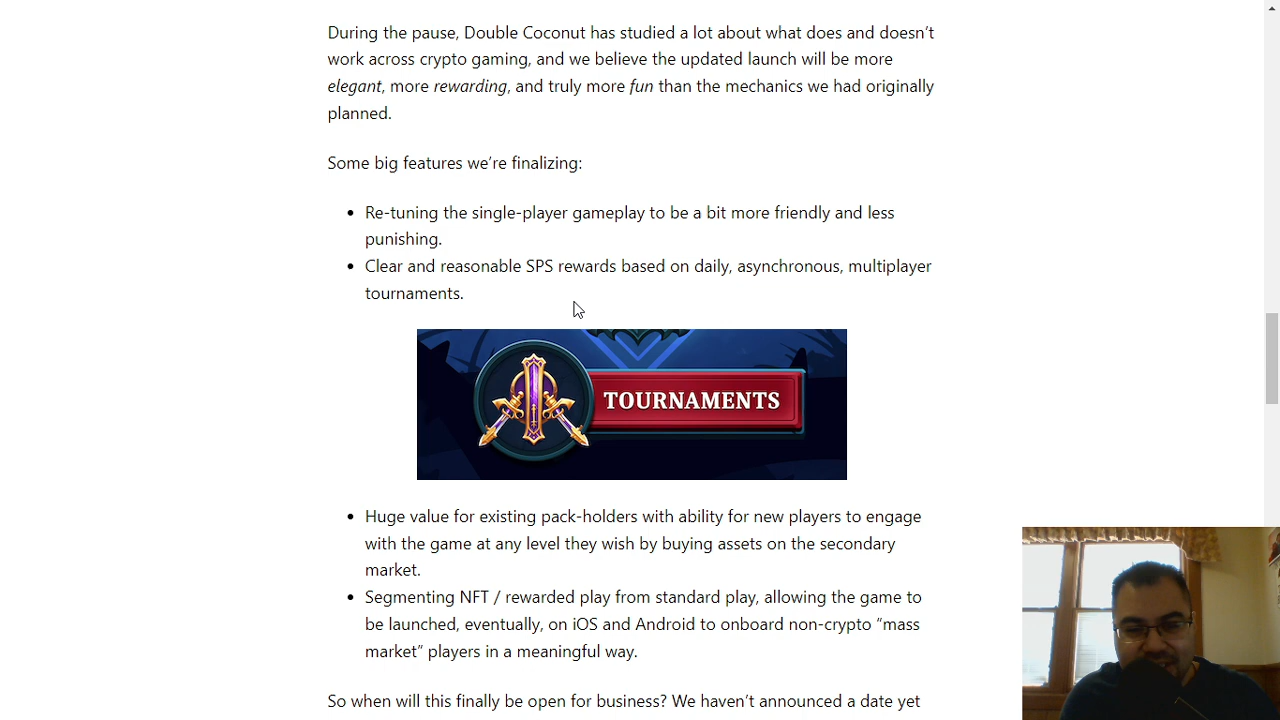 During the pause, Double Coconut has studied a lot about what does and doesn’t
work across crypto gaming, and we believe the updated launch will be more
elegant, more rewarding, and truly more fun than the mechanics we had originally
planned.
Some big features we’re finalizing:
• Re-tuning the single-player gameplay to be a bit more friendly and less
punishing.
• Clear and reasonable SPS rewards based on daily, asynchronous, multiplayer
tournaments.
TOURNAMENTS
• Huge value for existing pack-holders with ability for new players to engage
with the game at any level they wish by buying assets on the secondary
market.
• Segmenting NFT / rewarded play from standard play, allowing the game to
be launched, eventually, on iOS and Android to onboard non-crypto “mass
market” players in a meaningful way.
So when will this finally be open for business? We haven’t announced a date yet